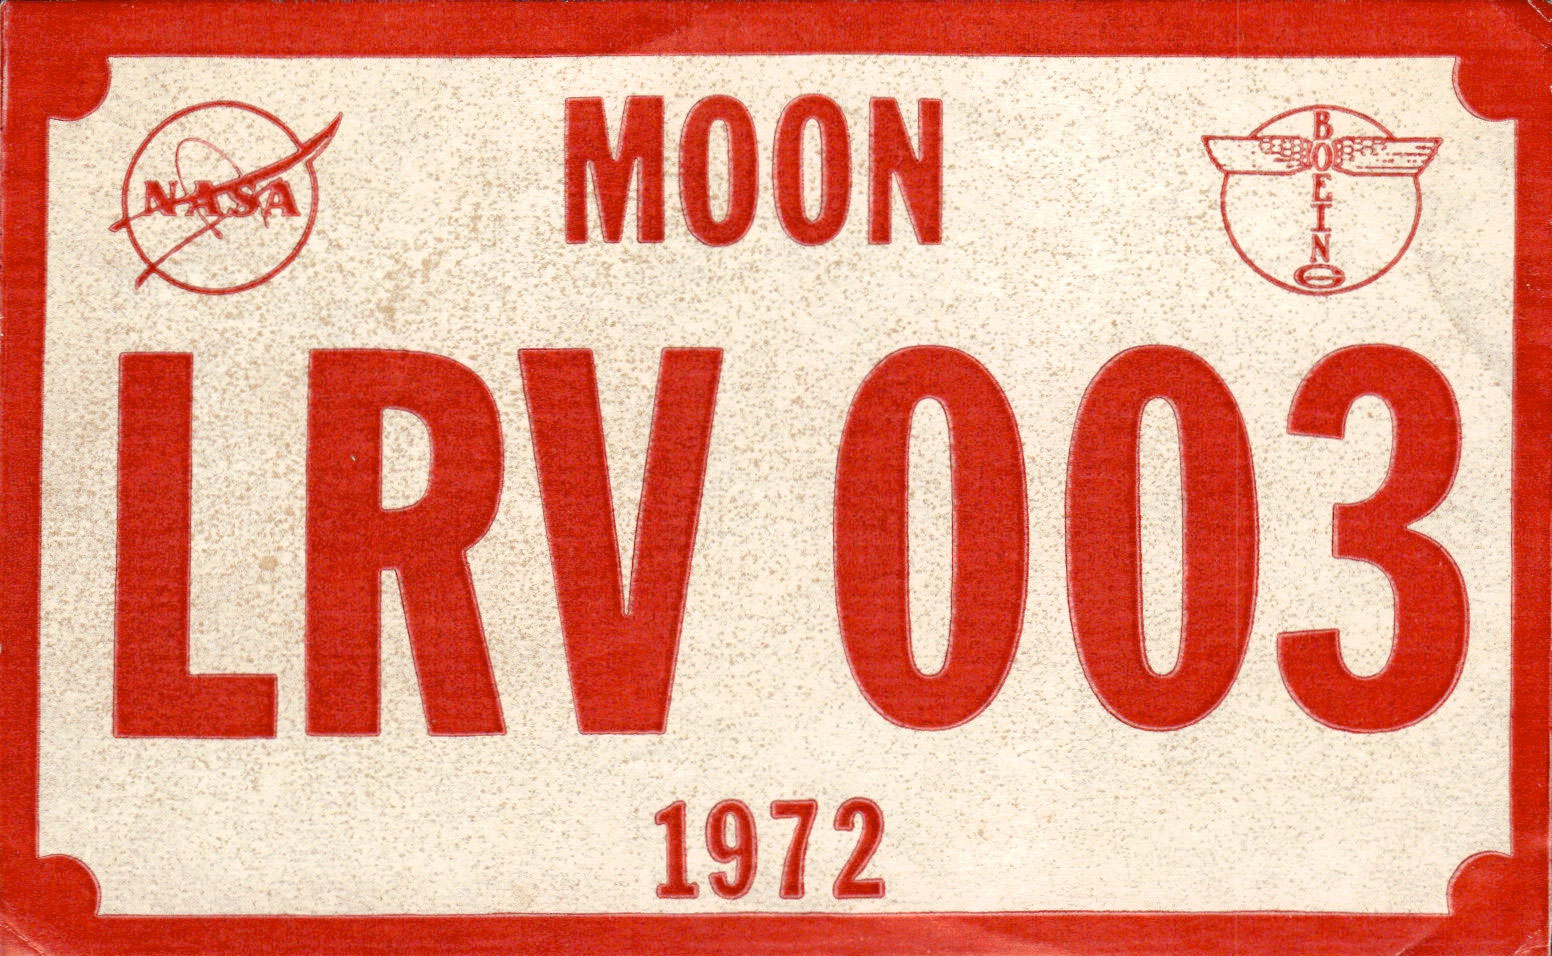 MOON
NASA
BOEING
LRV 003
1972